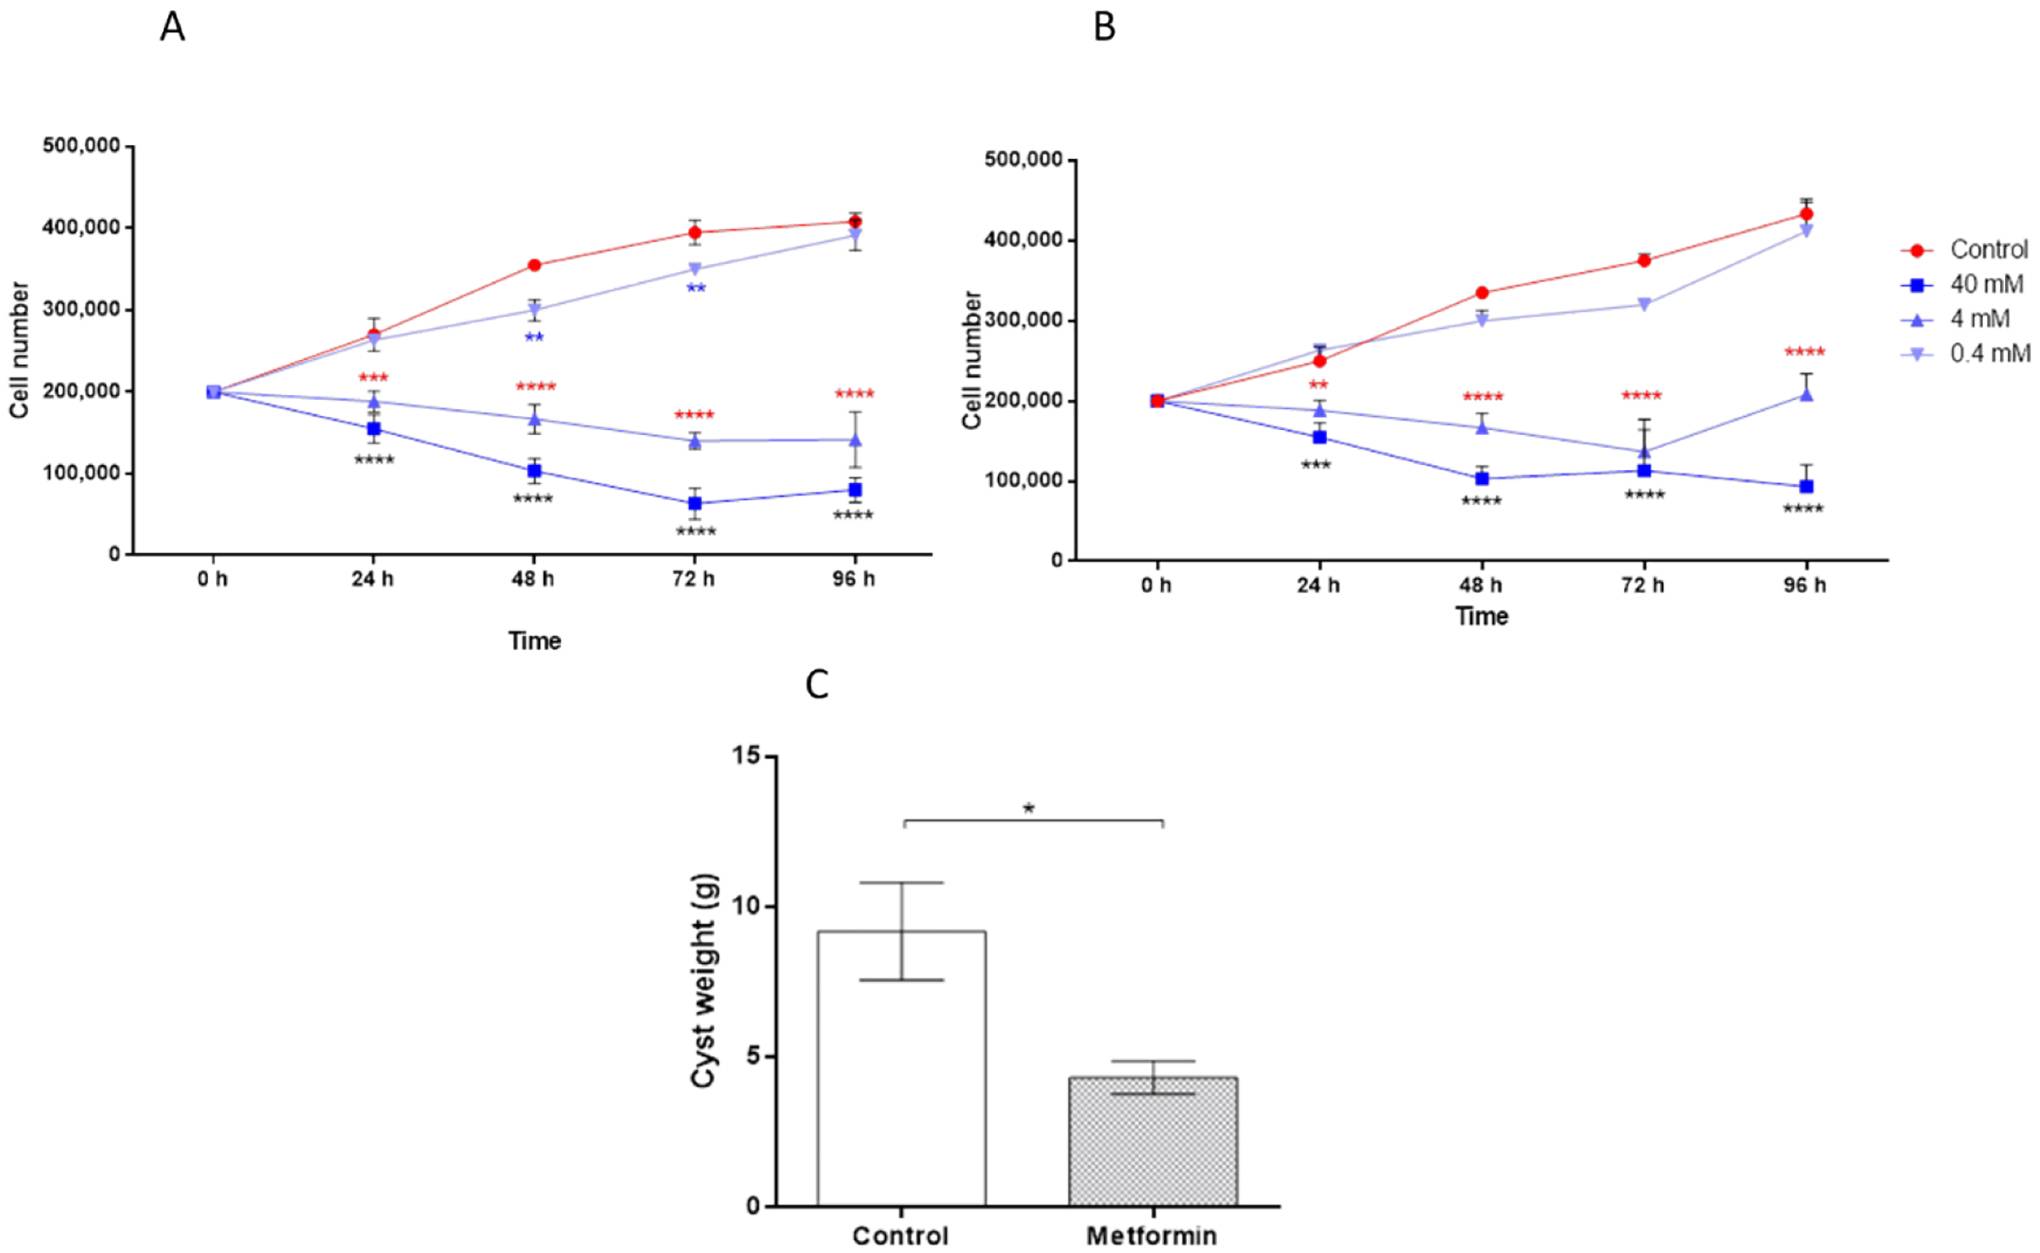 A
B
500,000
400,000
300,000
200,000
100,000
0
Cell number
**
**
***
****
****
****
****
****
****
****
0 h
24 h
48 h
72 h
96 h
Time
500,000
400,000
300,000
200,000
100,000
0
Cell number
**
****
****
****
***
****
****
****
0 h
24 h
48 h
72 h
96 h
Time
Control
40 mM
4 mM
0.4 mM
C
15
10
5
0
Cyst weight (g)
*
Control
Metformin